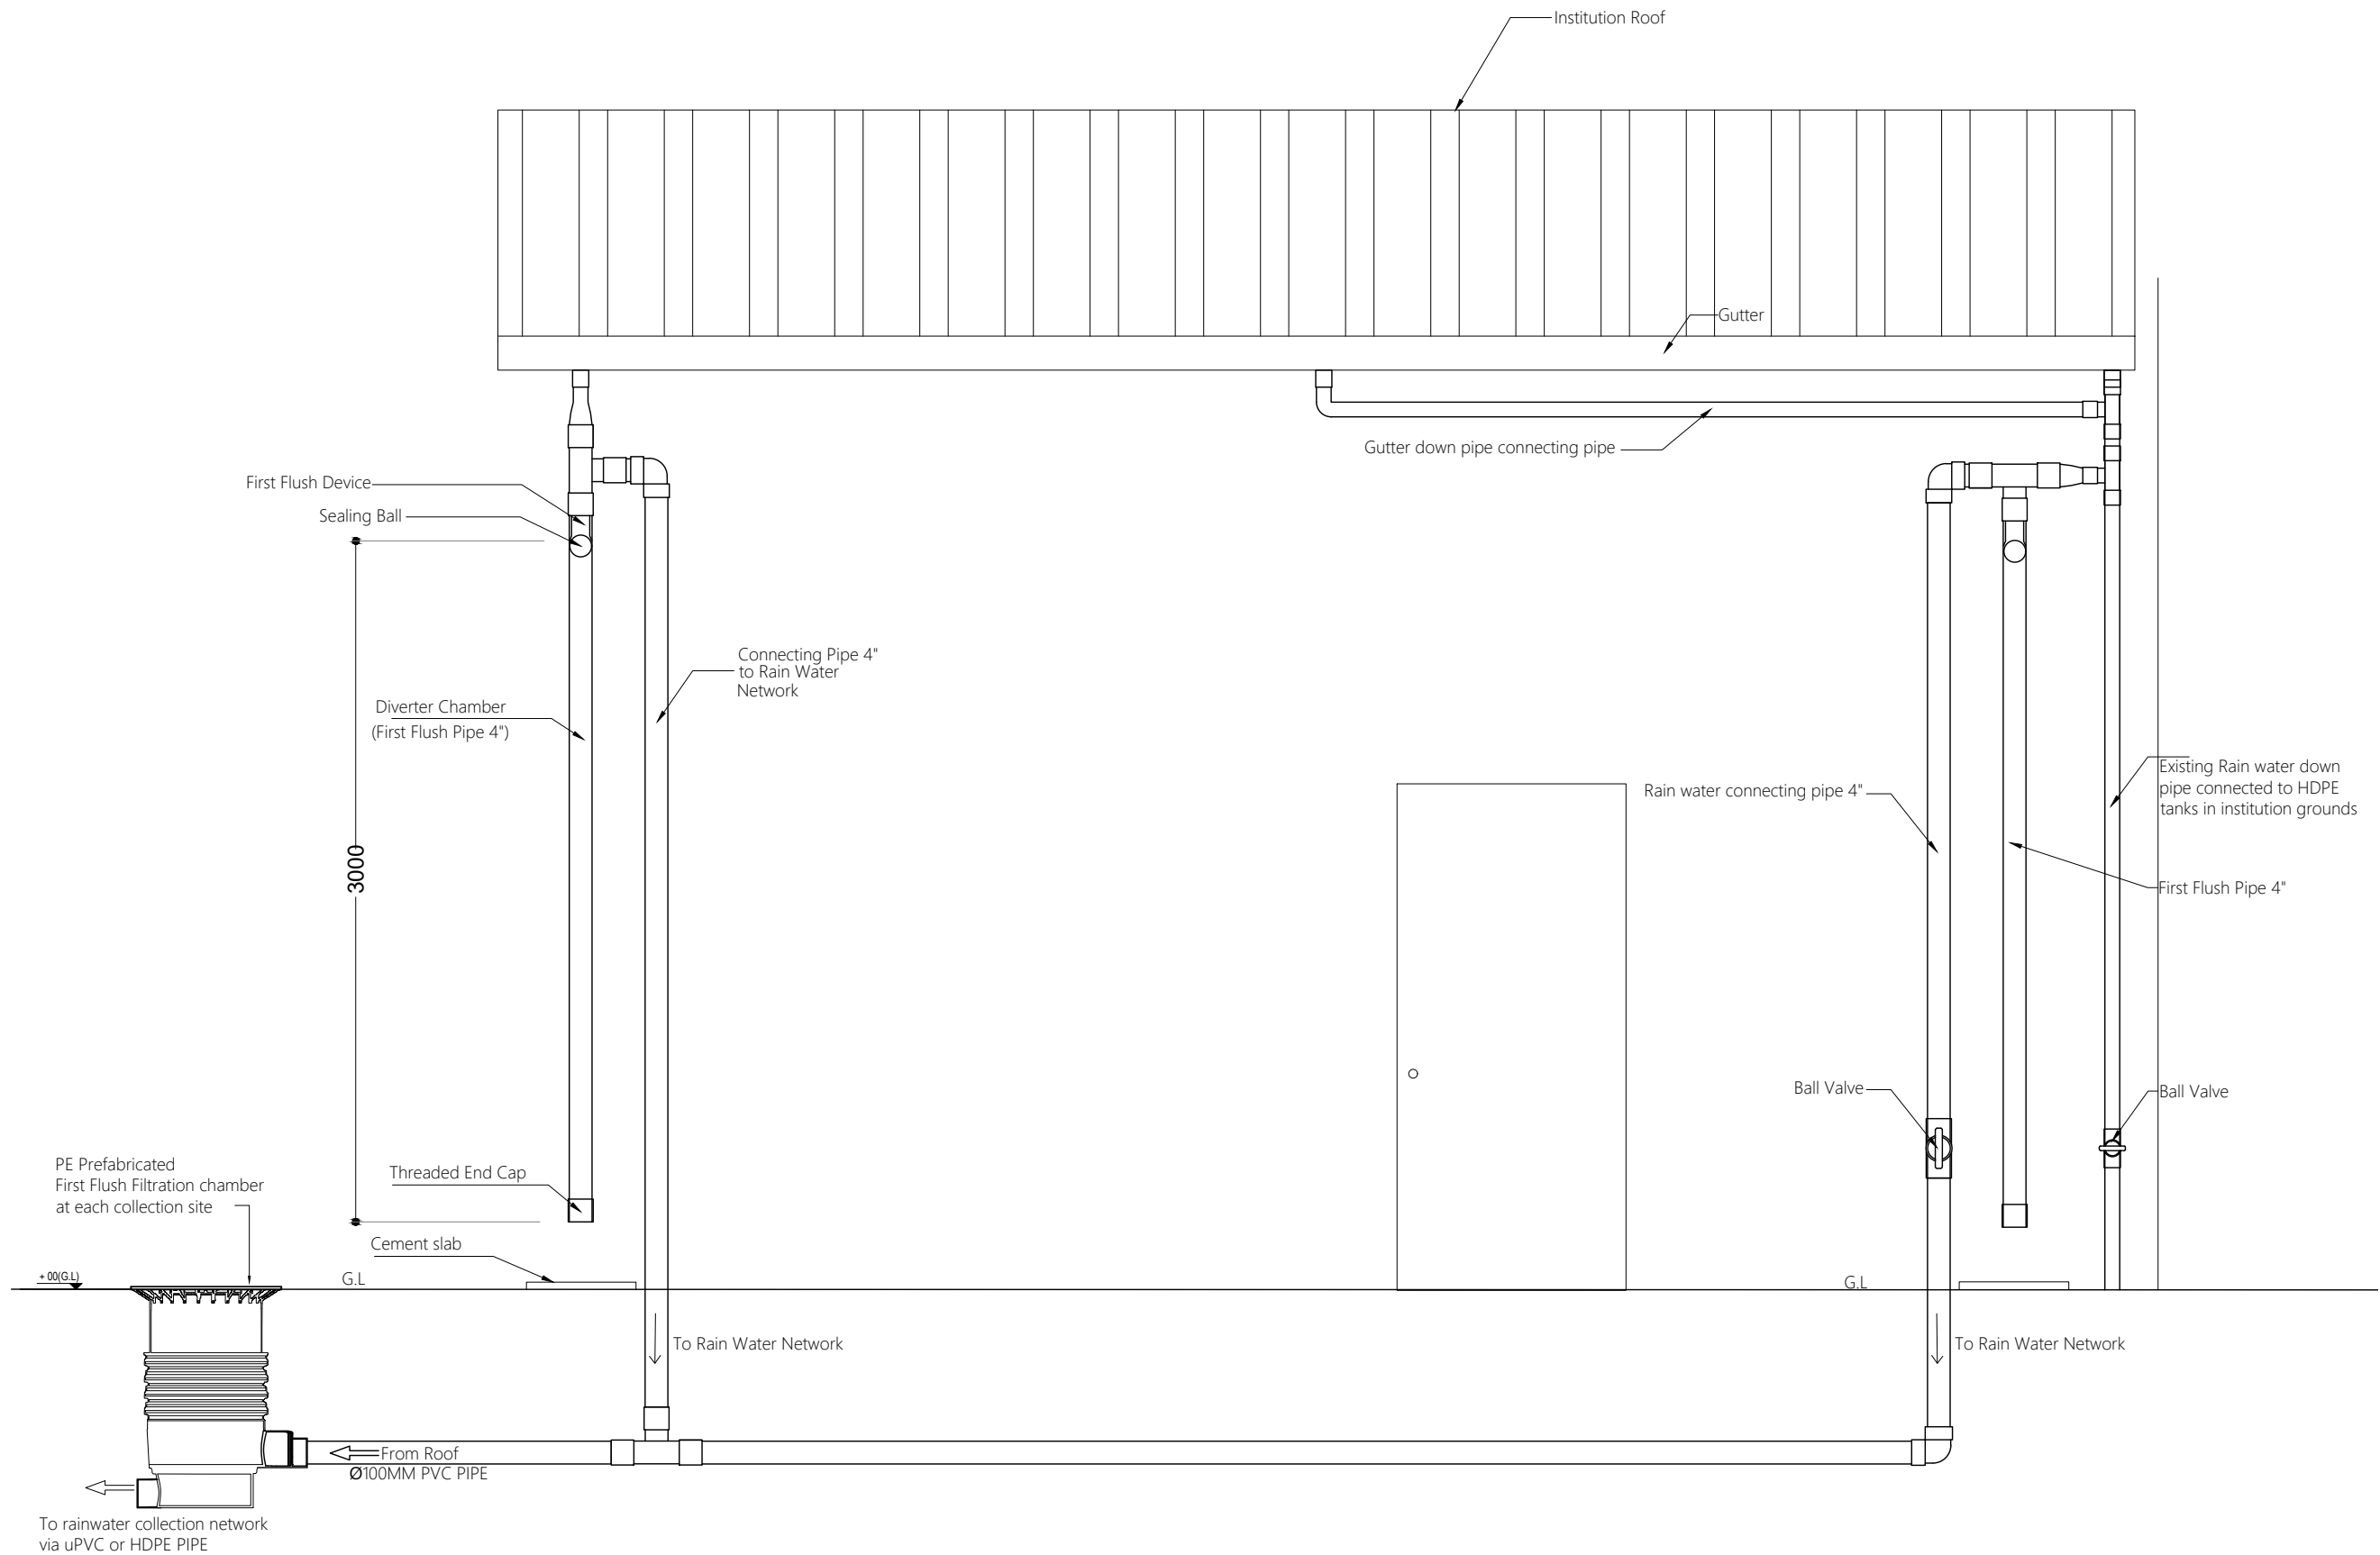 Institution Roof
Gutter
Gutter down pipe connecting pipe
First Flush Device
Sealing Ball
Connecting Pipe 4"
to Rain Water
Network
Diverter Chamber
(First Flush Pipe 4")
3000
Existing Rain water down
pipe connected to HDPE
tanks in institution grounds
Rain water connecting pipe 4"
First Flush Pipe 4"
Ball Valve
Ball Valve
PE Prefabricated
First Flush Filtration chamber
at each collection site
Threaded End Cap
Cement slab
+ 00(G.L)
G.L
G.L
To Rain Water Network
To Rain Water Network
From Roof
Ø100MM PVC PIPE
To rainwater collection network
via uPVC or HDPE PIPE